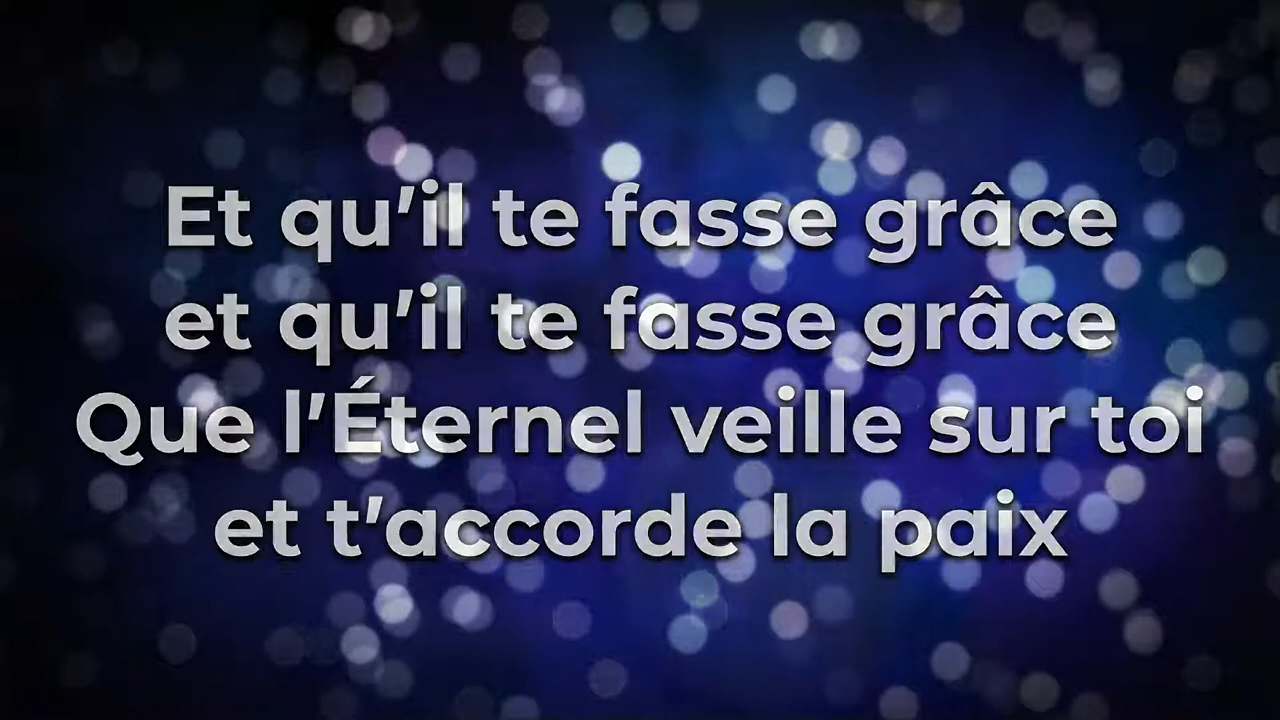 Et qu’il te fasse grâce
et qu’il te fasse grâce
Que l’Éternel veille sur toi
et t’accorde la paix